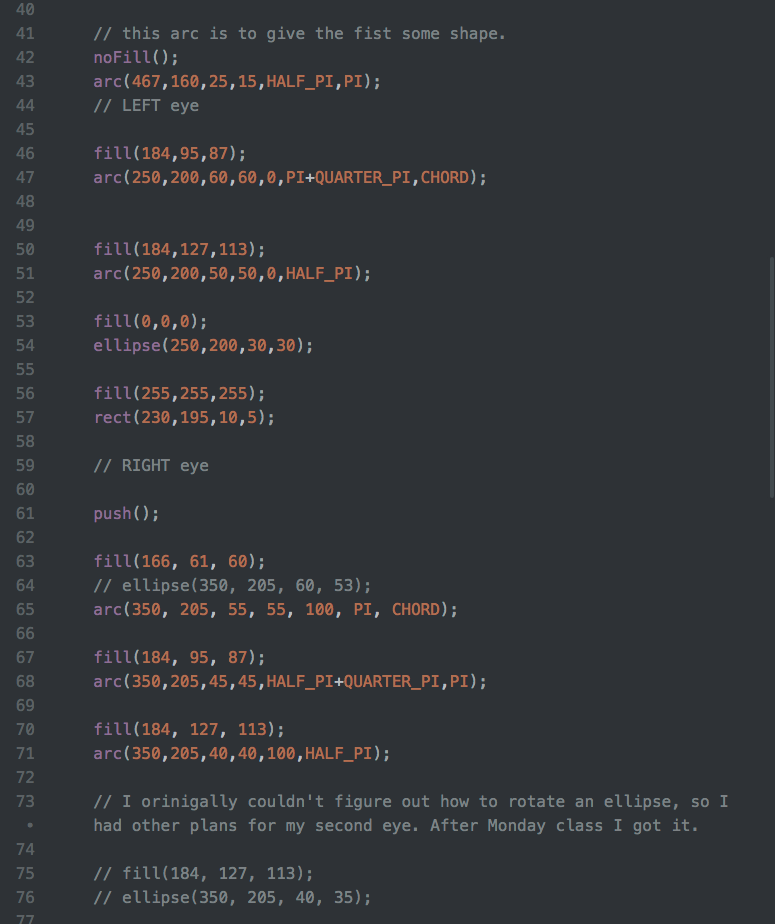 40
41 // this arc is to give the fist some shape.
42 noFill();
43 arc(467,160,25,15,HALF_PI,PI);
44 // LEFT eye
45
46 fill(184,95,87);
47 arc(250,200,60,60,0,PI+QUARTER_PI,CHORD);
48
49
50 fill(184,127,113);
51 arc(250,200,50,50,0,HALF_PI);
52
53 fill(0,0,0);
54 ellipse(250,200,30,30);
55
56 fill(255,255,255);
57 rect(230,195,10,5);
58
59 // RIGHT eye
60
61 push();
62
63 fill(166, 61, 60);
64 // ellipse(350, 205, 60, 53);
65 arc(350, 205, 55, 55, 100, PI, CHORD);
66
67 fill(184, 95, 87);
68 arc(350,205,45,45,HALF_PI+QUARTER_PI,PI);
69
70 fill(184, 127, 113);
71 arc(350,205,40,40,100,HALF_PI);
72
73 // I orinigally couldn't figure out how to rotate an ellipse, so I
• had other plans for my second eye. After Monday class I got it.
74
75 // fill(184, 127, 113);
76 // ellipse(350, 205, 40, 35);
77